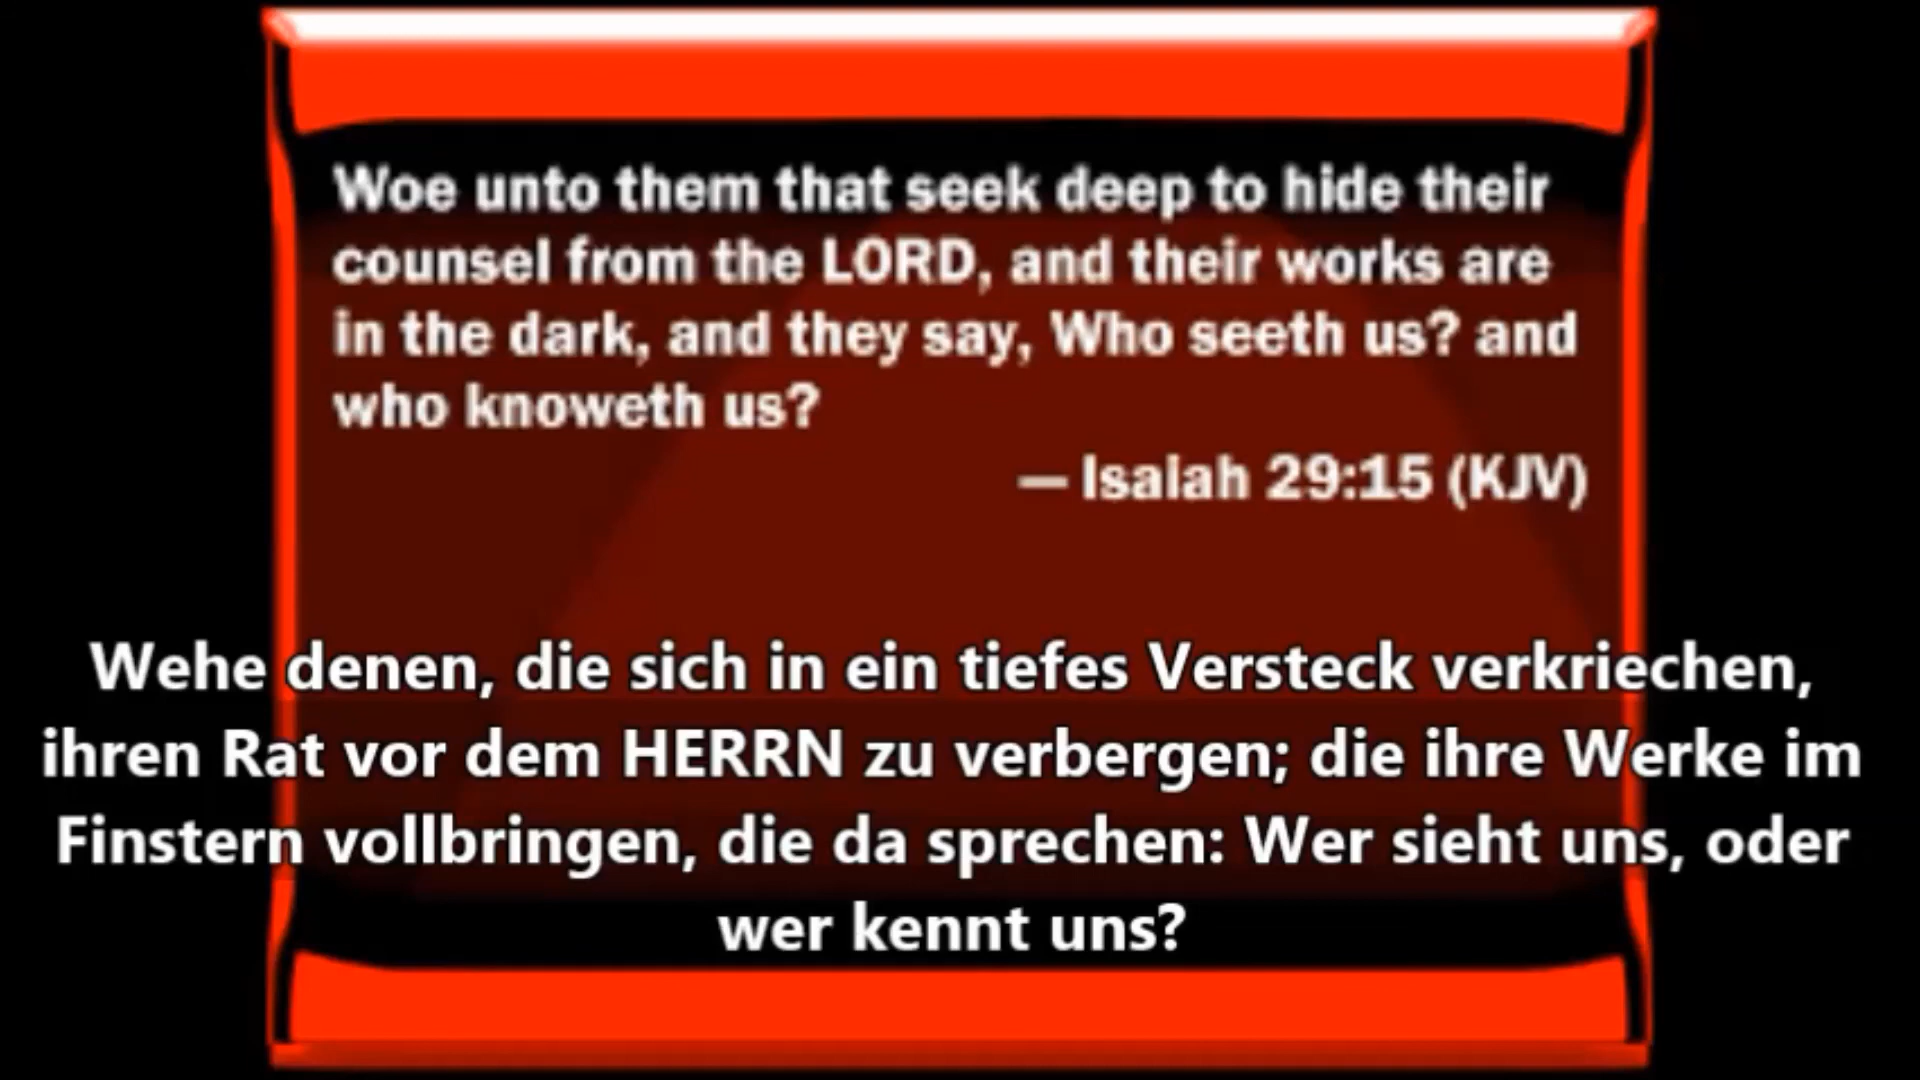 Woe unto them that seek deep to hide their
counsel from the LORD, and their works are
in the dark, and they say, Who seeth us? and
who knoweth us?
— Isaiah 29:15 (KJV)
Wehe denen, die sich in ein tiefes Versteck verkriechen,
ihren Rat vor dem HERRN zu verbergen; die ihre Werke im
Finstern vollbringen, die da sprechen: Wer sieht uns, oder
wer kennt uns?